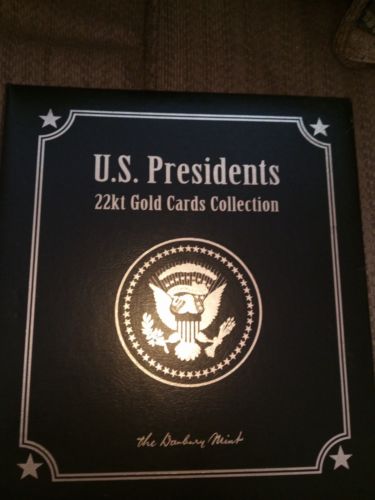 U.S. Presidents
22kt Gold Cards Collection
The Danbury Mint